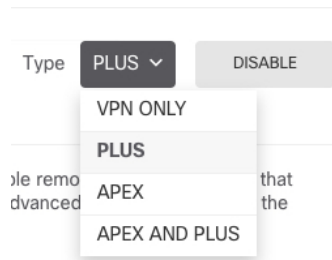 Type PLUS DISABLE
VPN ONLY
PLUS
that
APEX
the
APEX AND PLUS